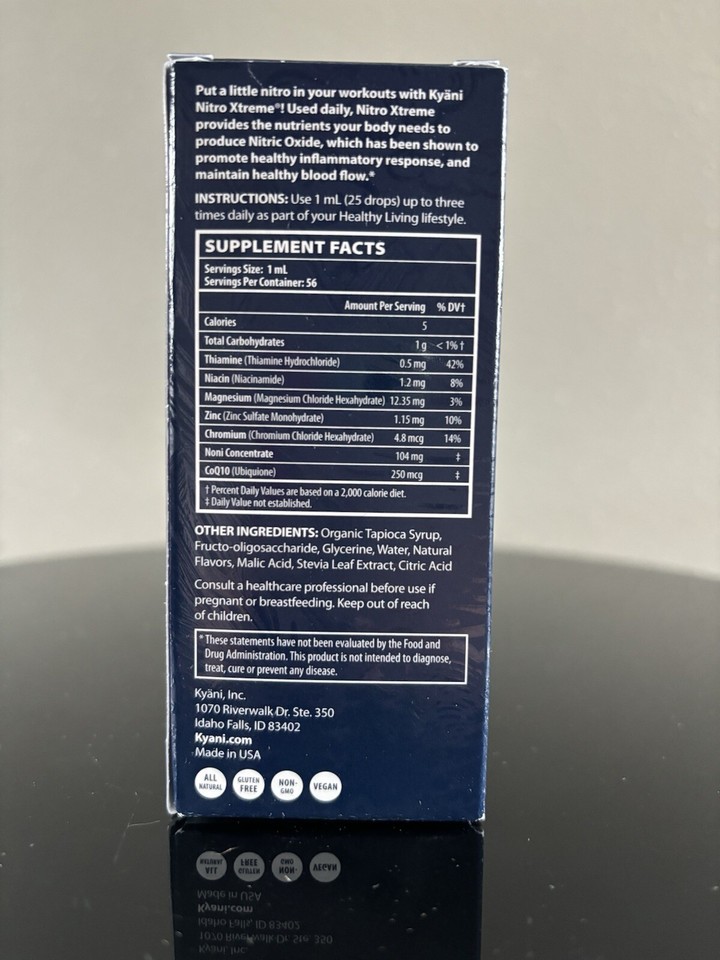 Put a little nitro in your workouts with Kyäni
Nitro Xtreme®! Used daily, Nitro Xtreme
provides the nutrients your body needs to
produce Nitric Oxide, which has been shown to
promote healthy inflammatory response, and
maintain healthy blood flow.*
INSTRUCTIONS: Use 1 mL (25 drops) up to three
times daily as part of your Healthy Living lifestyle.
SUPPLEMENT FACTS
Servings Size: 1 mL
Servings Per Container: 56
Amount Per Serving % DV†
Calories 5
Total Carbohydrates 1 g < 1% †
Thiamine (Thiamine Hydrochloride) 0.5 mg 42%
Niacin (Niacinamide) 1.2 mg 8%
Magnesium (Magnesium Chloride Hexahydrate) 12.35 mg 3%
Zinc (Zinc Sulfate Monohydrate) 1.15 mg 10%
Chromium (Chromium Chloride Hexahydrate) 4.8 mcg 14%
Noni Concentrate 104 mg ‡
CoQ10 (Ubiquione) 250 mcg ‡
† Percent Daily Values are based on a 2,000 calorie diet.
‡ Daily Value not established.
OTHER INGREDIENTS: Organic Tapioca Syrup,
Fructo-oligosaccharide, Glycerine, Water, Natural
Flavors, Malic Acid, Stevia Leaf Extract, Citric Acid
Consult a healthcare professional before use if
pregnant or breastfeeding. Keep out of reach
of children.
* These statements have not been evaluated by the Food and
Drug Administration. This product is not intended to diagnose,
treat, cure or prevent any disease.
Kyäni, Inc.
1070 Riverwalk Dr. Ste. 350
Idaho Falls, ID 83402
Kyani.com
Made in USA
ALL NATURAL
GLUTEN FREE
NON-GMO
VEGAN